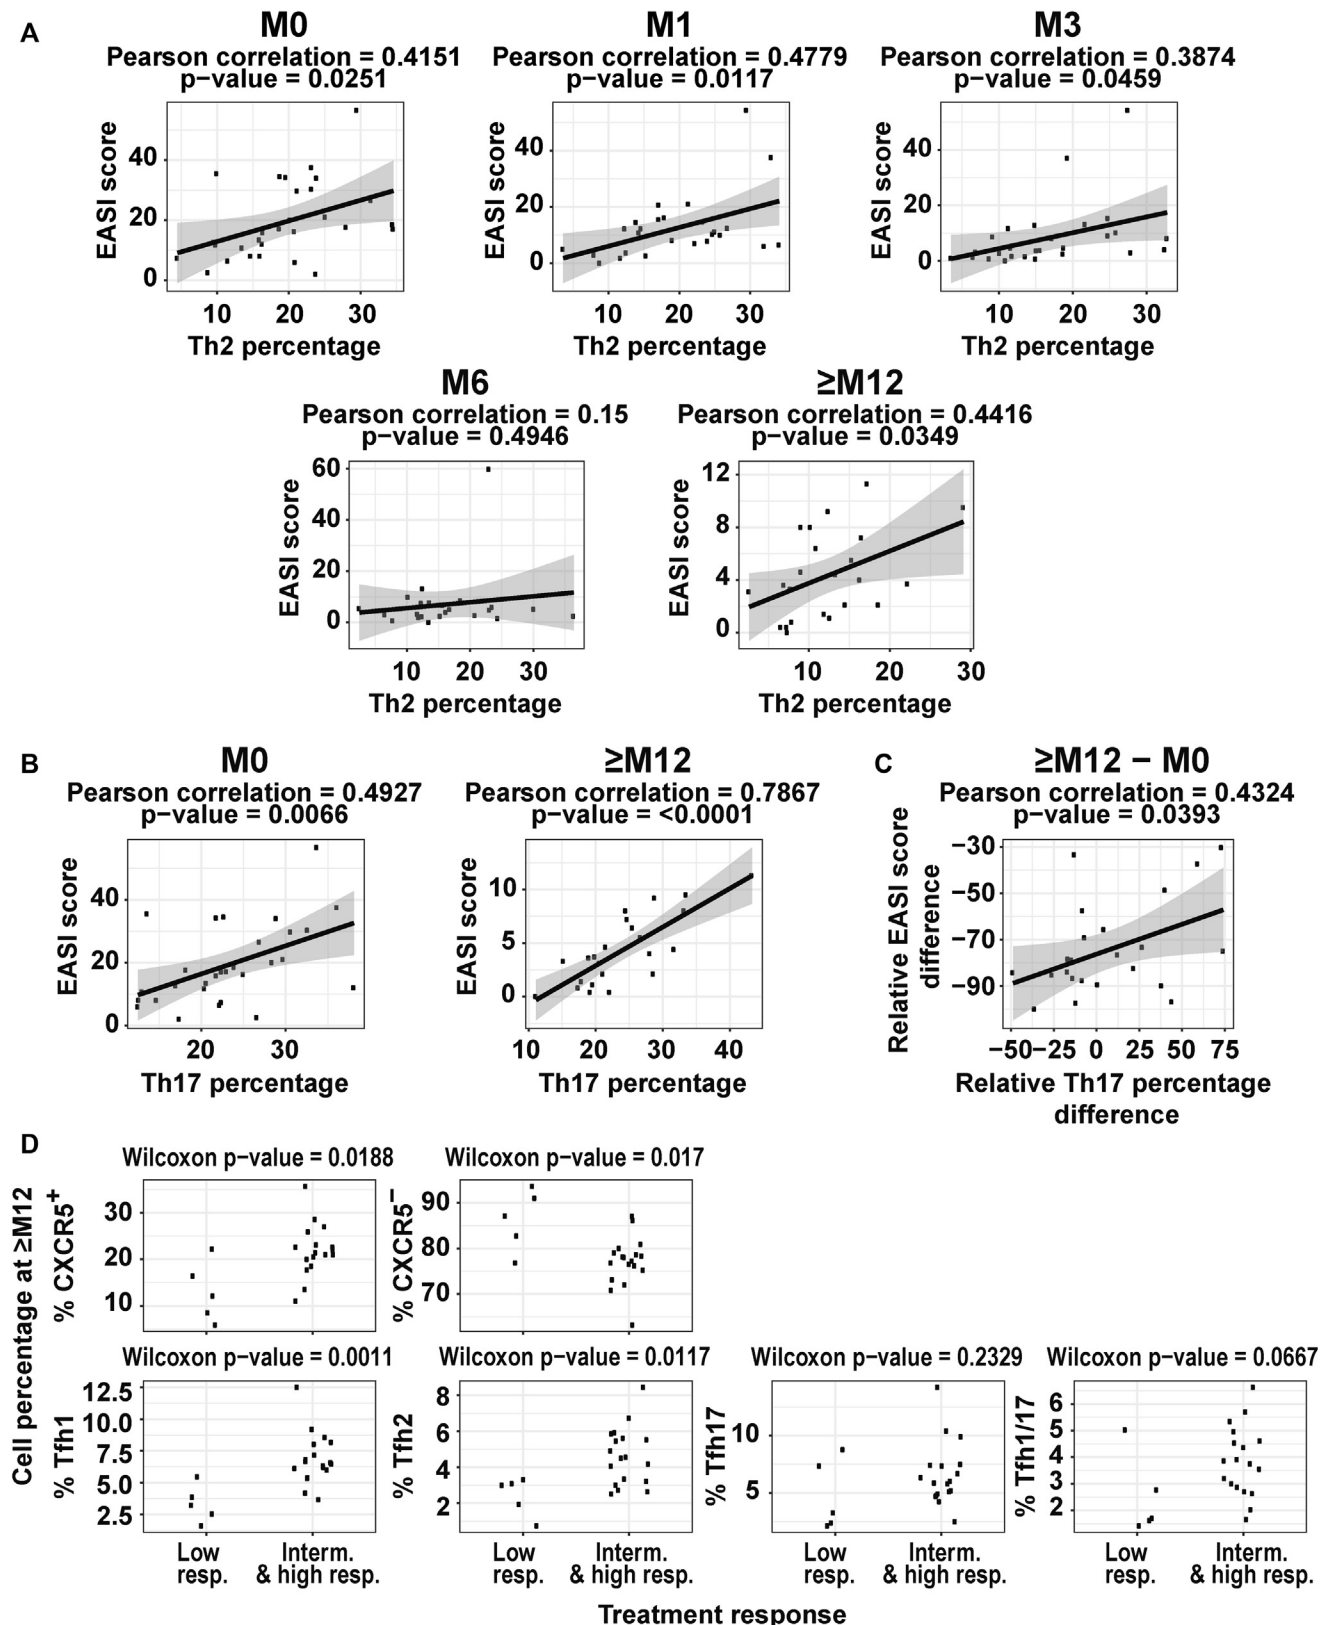 A
M0
Pearson correlation = 0.4151
p−value = 0.0251
EASI score
40
20
0
10 20 30
Th2 percentage
M1
Pearson correlation = 0.4779
p−value = 0.0117
EASI score
40
20
0
10 20 30
Th2 percentage
M3
Pearson correlation = 0.3874
p−value = 0.0459
EASI score
40
20
0
10 20 30
Th2 percentage
M6
Pearson correlation = 0.15
p−value = 0.4946
EASI score
60
40
20
0
10 20 30
Th2 percentage
≥M12
Pearson correlation = 0.4416
p−value = 0.0349
EASI score
12
8
4
0
10 20 30
Th2 percentage
B
M0
Pearson correlation = 0.4927
p−value = 0.0066
EASI score
40
20
0
20 30
Th17 percentage
≥M12
Pearson correlation = 0.7867
p−value = <0.0001
EASI score
10
5
0
10 20 30 40
Th17 percentage
C
≥M12 − M0
Pearson correlation = 0.4324
p−value = 0.0393
Relative EASI score
difference
−30
−50
−70
−90
−50 −25 0 25 50 75
Relative Th17 percentage
difference
D
Cell percentage at ≥M12
Wilcoxon p−value = 0.0188
% CXCR5+
30
20
10
Wilcoxon p−value = 0.017
% CXCR5−
90
80
70
Wilcoxon p−value = 0.0011
% Tfh1
12.5
10.0
7.5
5.0
2.5
Low
resp.
Interm.
& high resp.
Wilcoxon p−value = 0.0117
% Tfh2
8
6
4
2
Low
resp.
Interm.
& high resp.
Wilcoxon p−value = 0.2329
% Tfh17
10
5
Low
resp.
Interm.
& high resp.
Wilcoxon p−value = 0.0667
% Tfh1/17
6
5
4
3
2
Low
resp.
Interm.
& high resp.
Treatment response